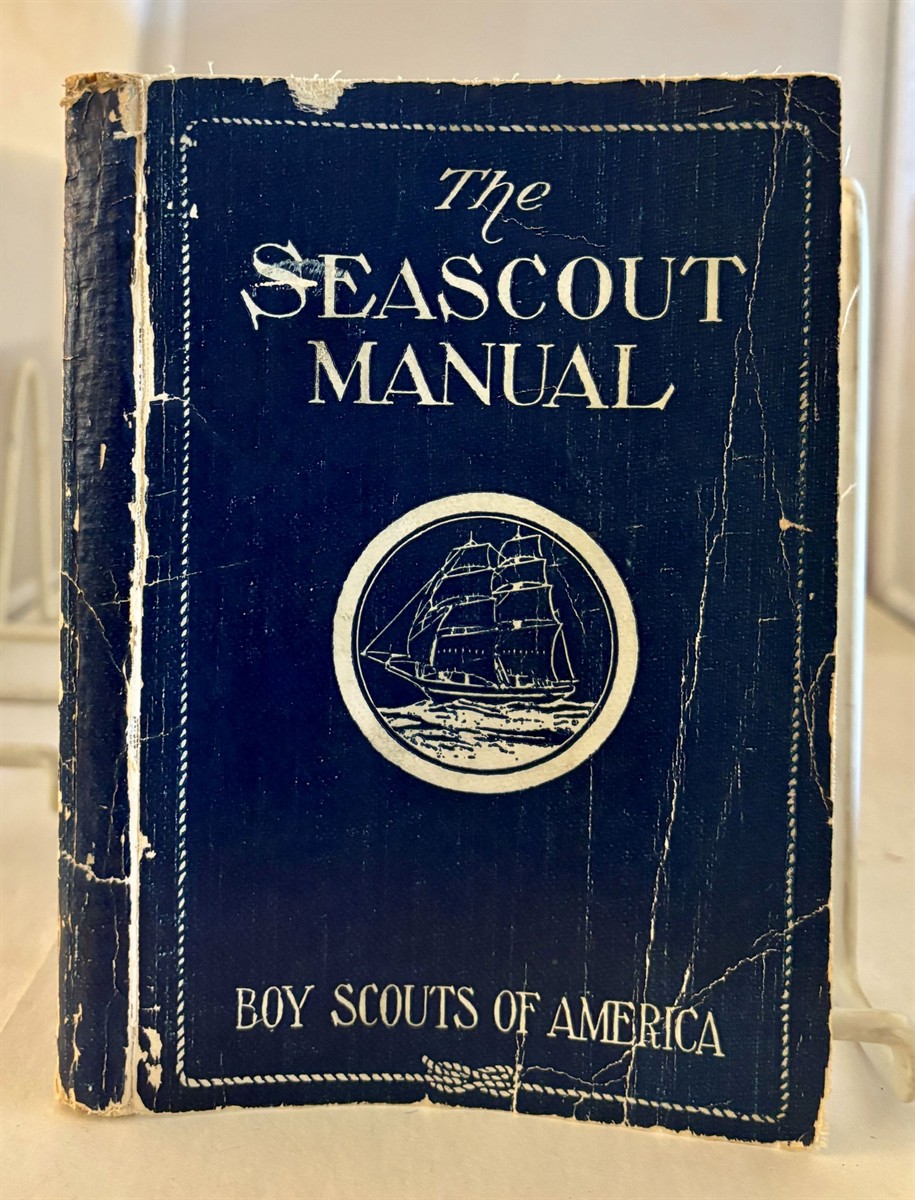 The
SEASCOUT
MANUAL
BOY SCOUTS OF AMERICA